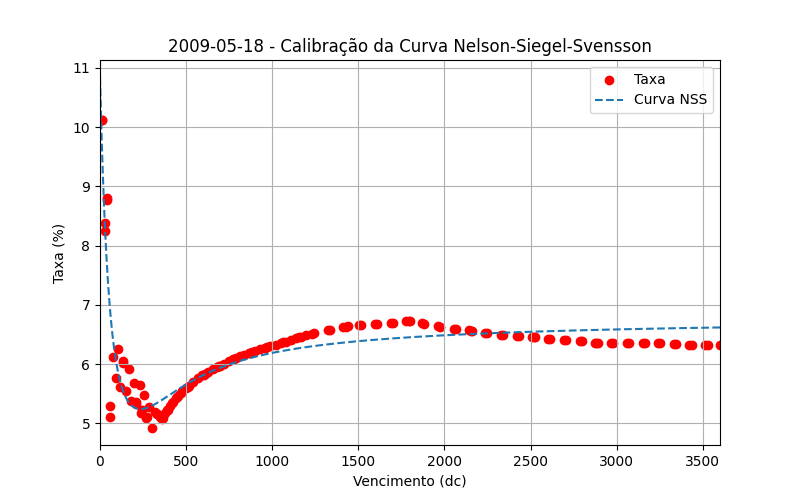 2009-05-18 - Calibração da Curva Nelson-Siegel-Svensson
Taxa (%)
11
10
9
8
7
6
5
Taxa
Curva NSS
0 500 1000 1500 2000 2500 3000 3500
Vencimento (dc)